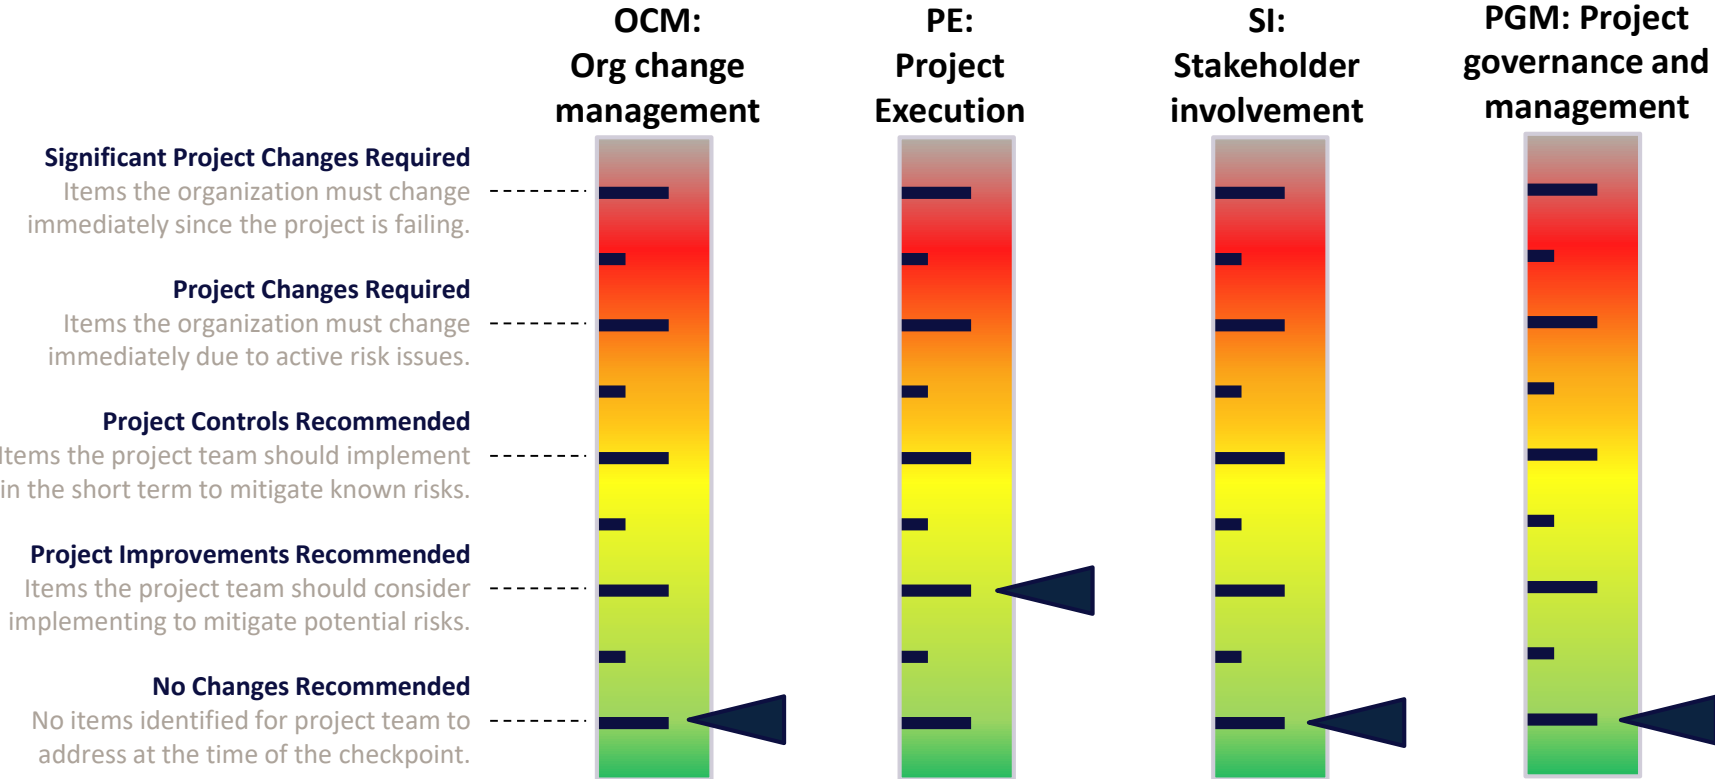 OCM:
Org change
management
PE:
Project
Execution
SI:
Stakeholder
involvement
PGM: Project
governance and
management
Significant Project Changes Required
Items the organization must change
immediately since the project is failing.
Project Changes Required
Items the organization must change
immediately due to active risk issues.
Project Controls Recommended
Items the project team should implement
in the short term to mitigate known risks.
Project Improvements Recommended
Items the project team should consider
implementing to mitigate potential risks.
No Changes Recommended
No items identified for project team to
address at the time of the checkpoint.